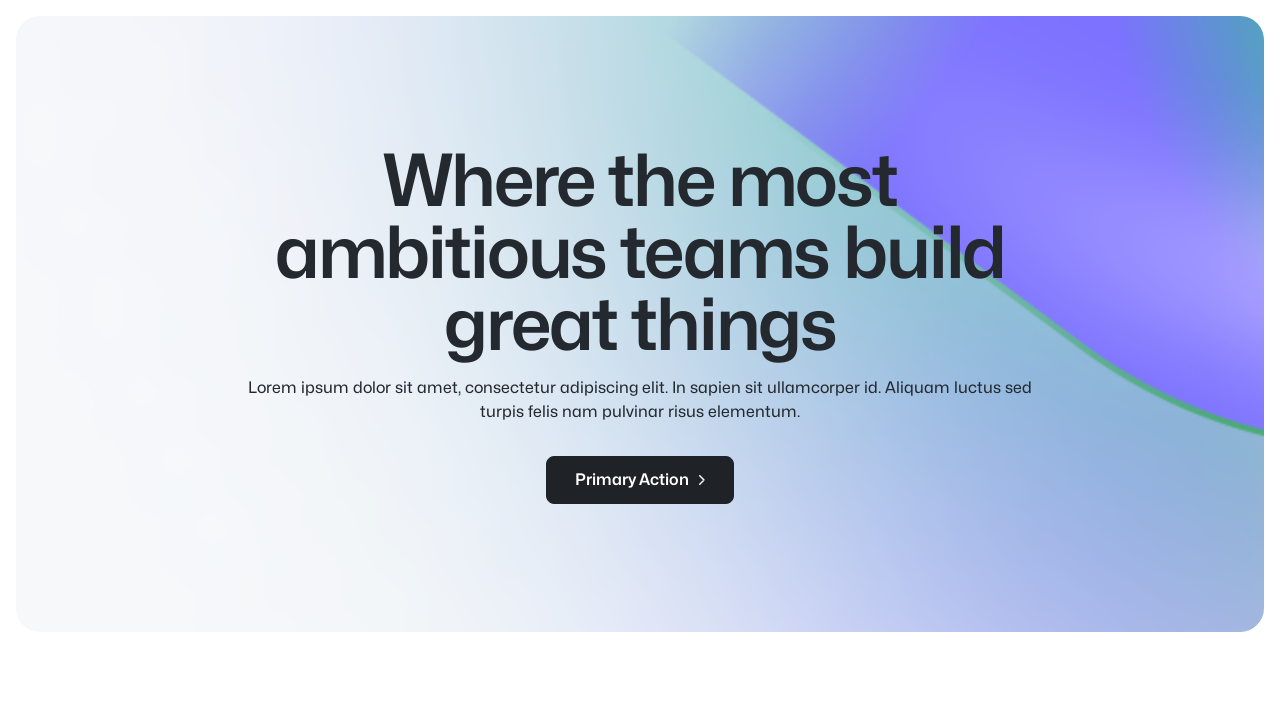 Where the most
ambitious teams build
great things
Lorem ipsum dolor sit amet, consectetur adipiscing elit. In sapien sit ullamcorper id. Aliquam luctus sed
turpis felis nam pulvinar risus elementum.
Primary Action